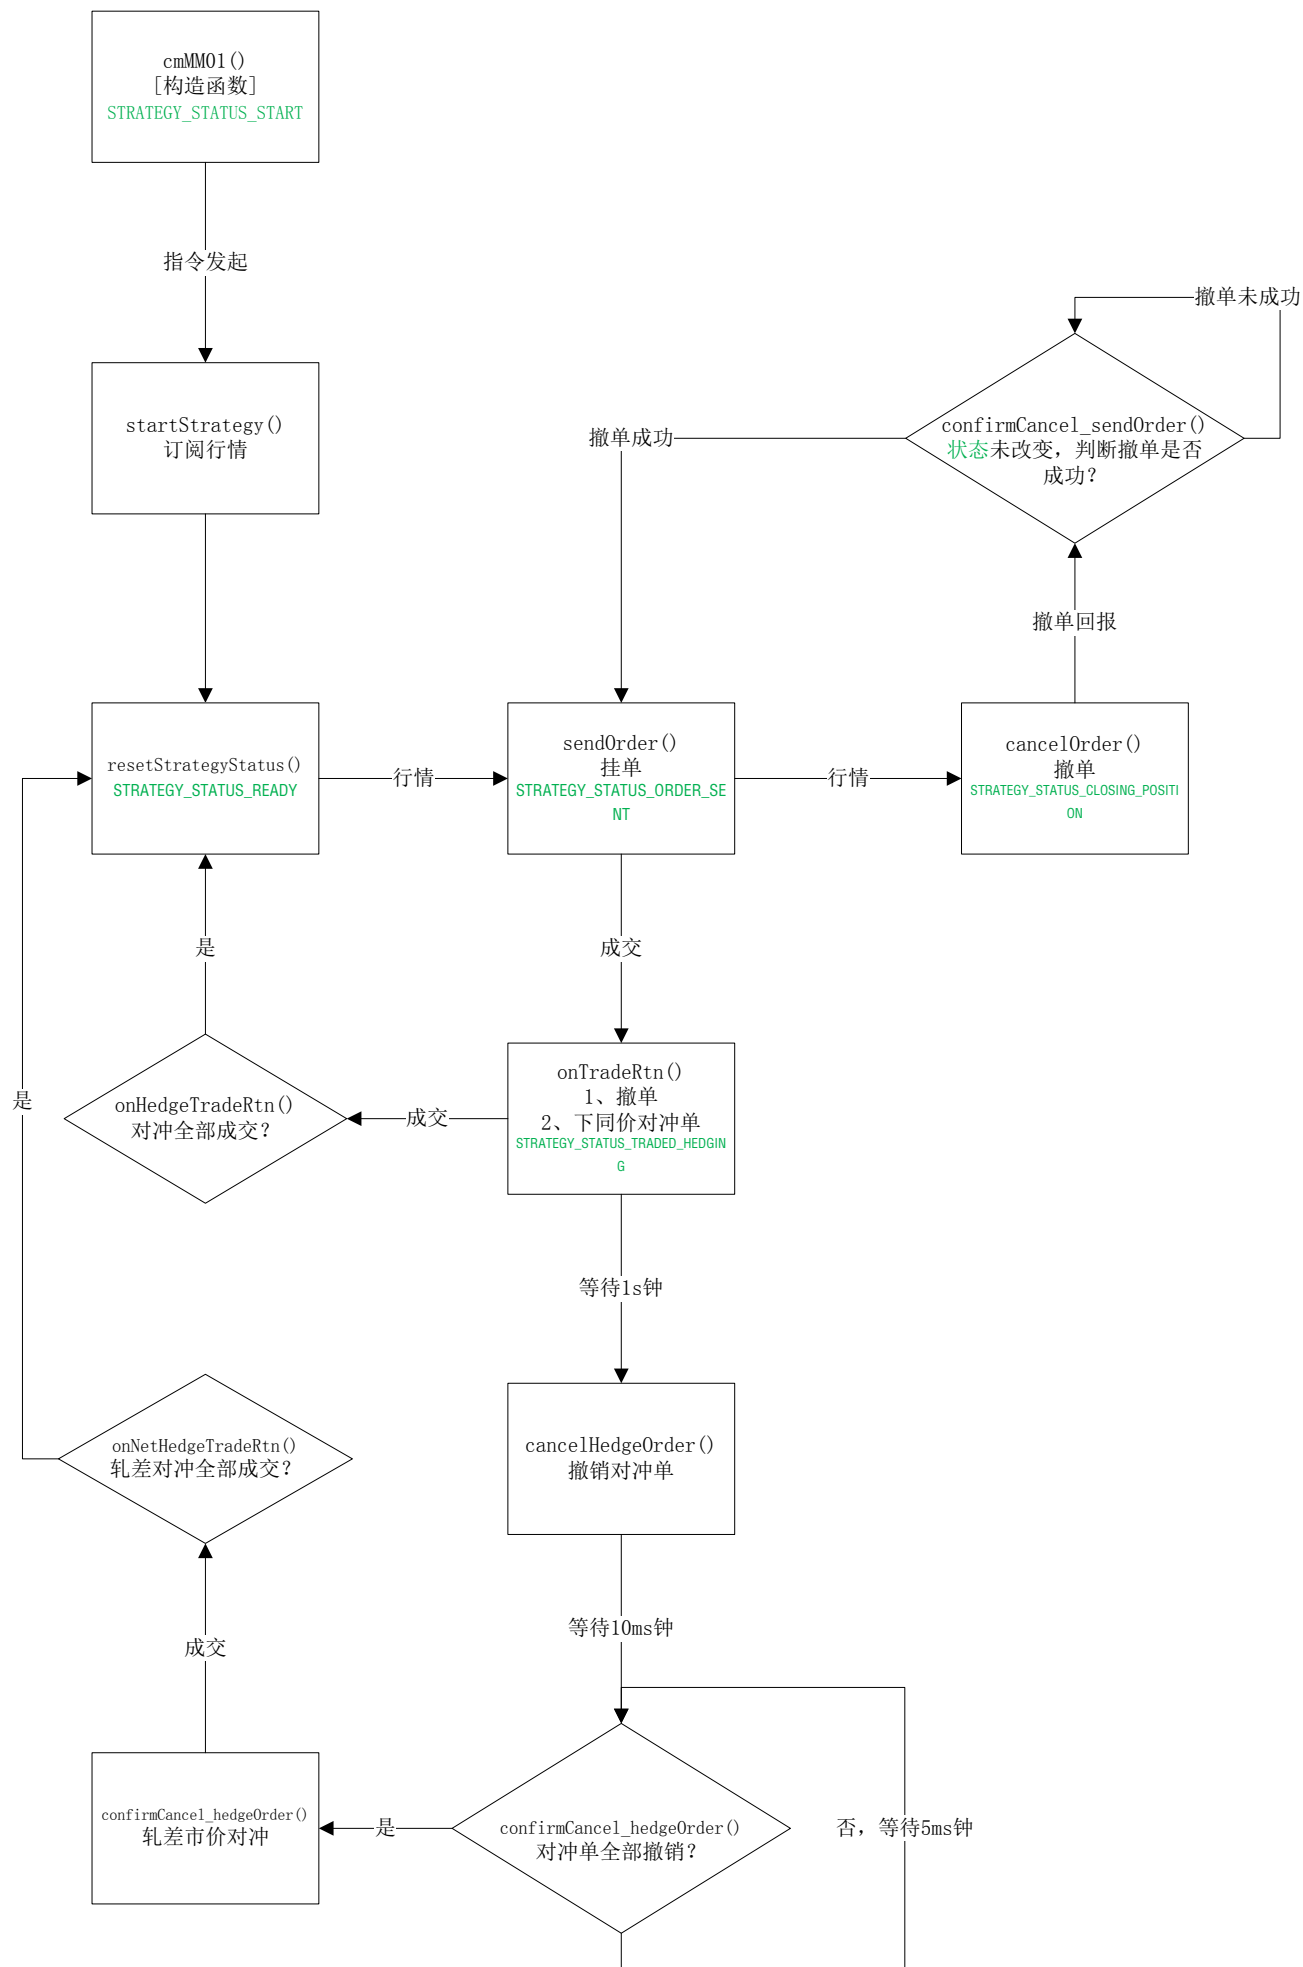 cmMM01()
[构造函数]
STRATEGY_STATUS_START
指令发起
撤单未成功
startStrategy()
订阅行情
撤单成功
confirmCancel_sendOrder()
状态未改变，判断撤单是否
成功？
撤单回报
resetStrategyStatus()
STRATEGY_STATUS_READY
行情
sendOrder()
挂单
STRATEGY_STATUS_ORDER_SE
NT
行情
cancelOrder()
撤单
STRATEGY_STATUS_CLOSING_POSITI
ON
是
成交
是
onHedgeTradeRtn()
对冲全部成交？
成交
onTradeRtn()
1、撤单
2、下同价对冲单
STRATEGY_STATUS_TRADED_HEDGIN
G
等待1s钟
onNetHedgeTradeRtn()
轧差对冲全部成交？
cancelHedgeOrder()
撤销对冲单
成交
等待10ms钟
confirmCancel_hedgeOrder()
轧差市价对冲
是
confirmCancel_hedgeOrder()
对冲单全部撤销？
否，等待5ms钟